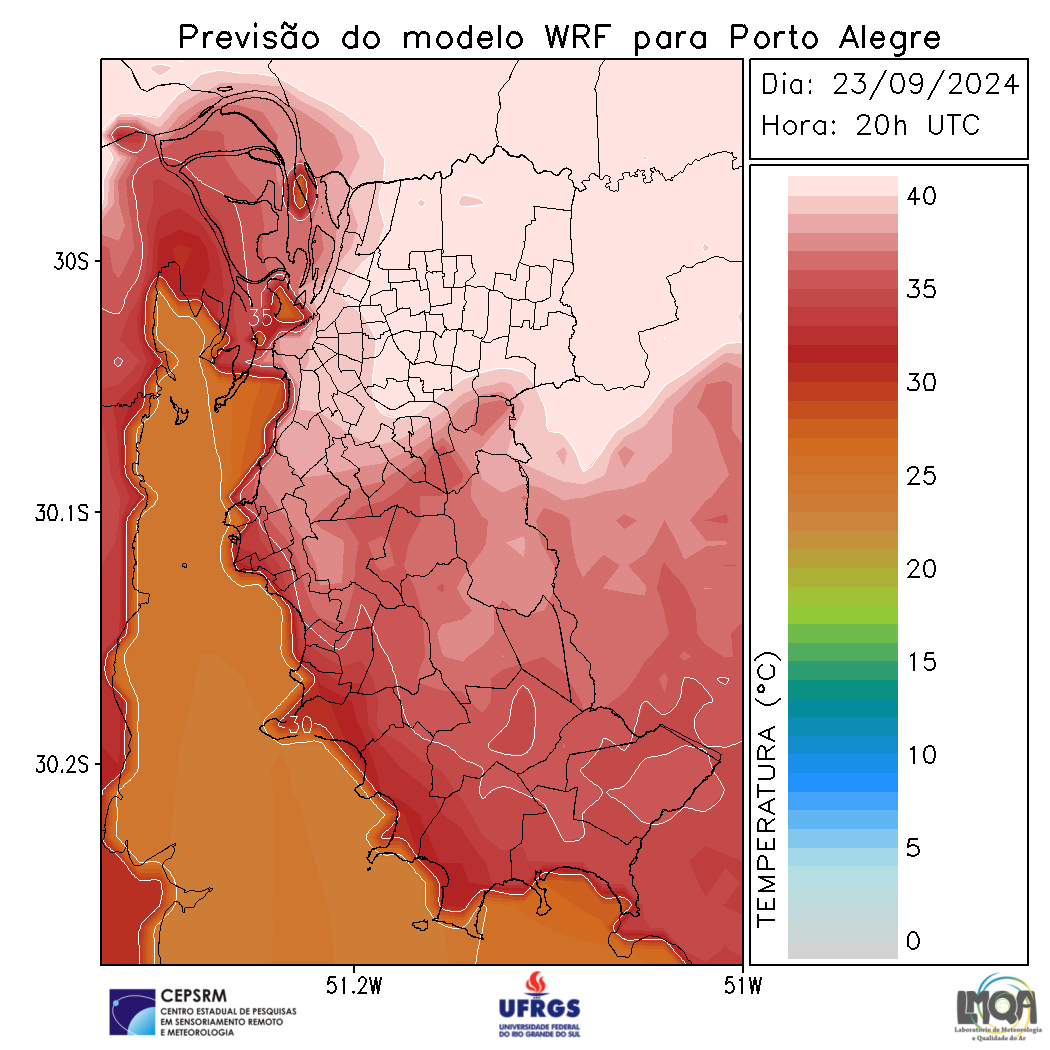 Previsão do modelo WRF para Porto Alegre
Dia: 23/09/2024
Hora: 20h UTC
30S
30.1S
30.2S
51.2W
51W
35
30
TEMPERATURA (°C)
40
35
30
25
20
15
10
5
0
CEPSRM
CENTRO ESTADUAL DE PESQUISAS
EM SENSORIAMENTO REMOTO
E METEOROLOGIA
UFRGS
UNIVERSIDADE FEDERAL
DO RIO GRANDE DO SUL
LMQA
Laboratório de Meteorologia
e Qualidade do Ar